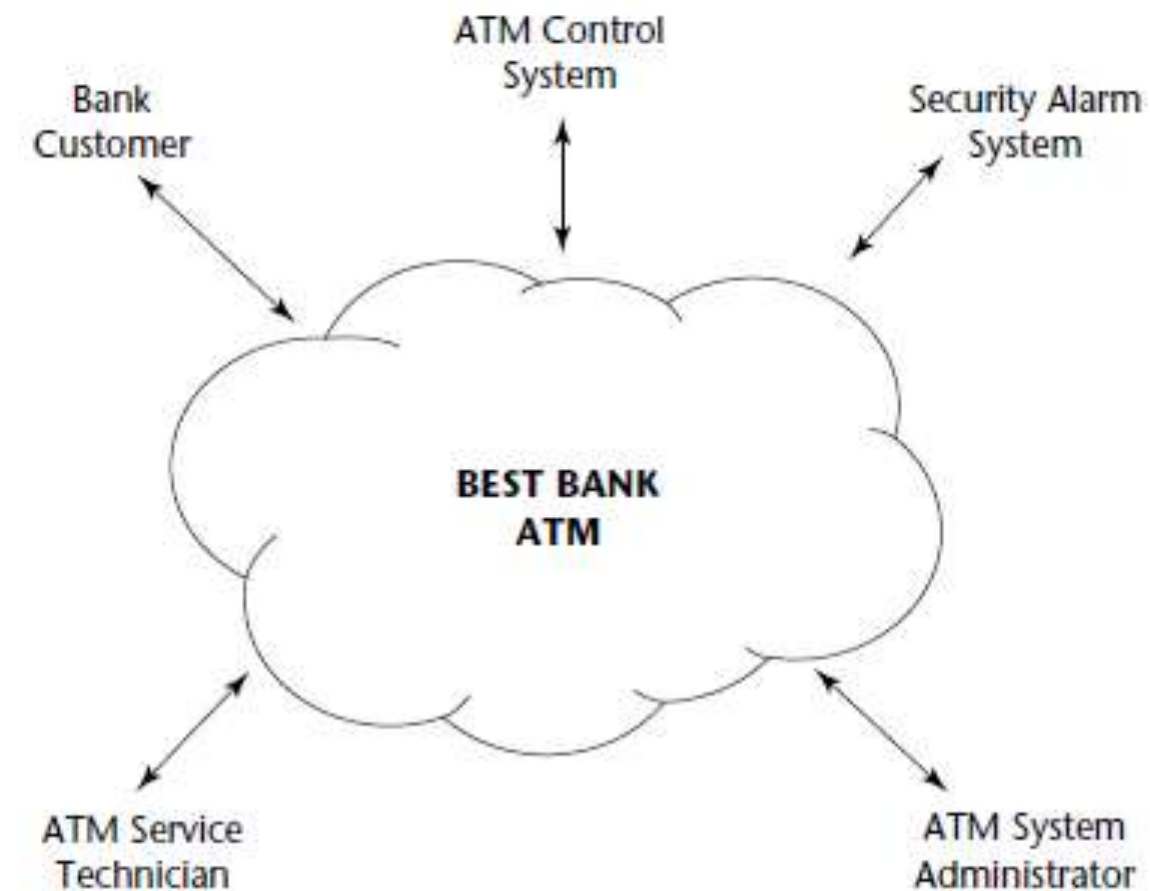 ATM Control
System
Bank
Customer
Security Alarm
System
BEST BANK
ATM
ATM Service
Technician
ATM System
Administrator